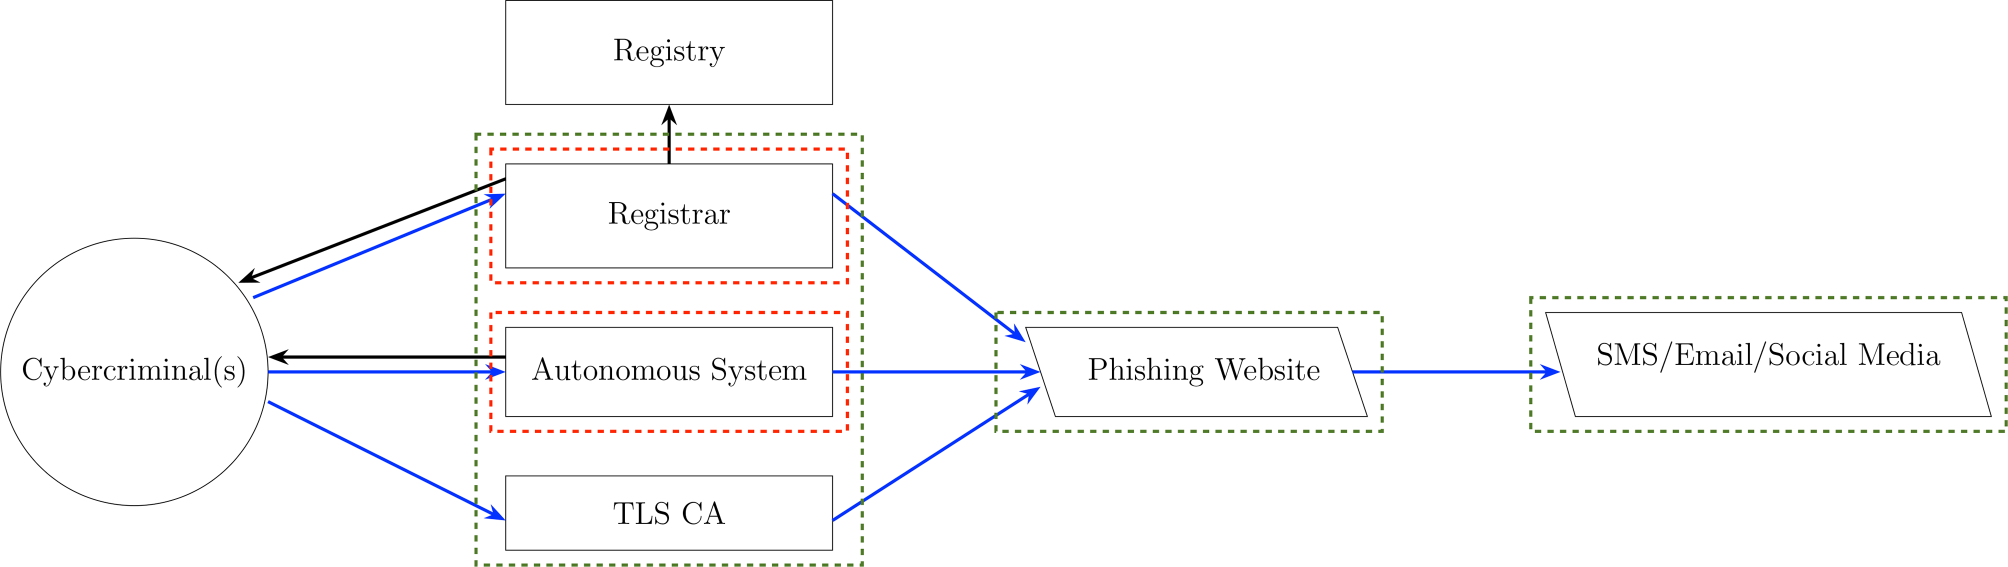 Registry
Registrar
Cybercriminal(s)
Autonomous System
Phishing Website
SMS/Email/Social Media
TLS CA